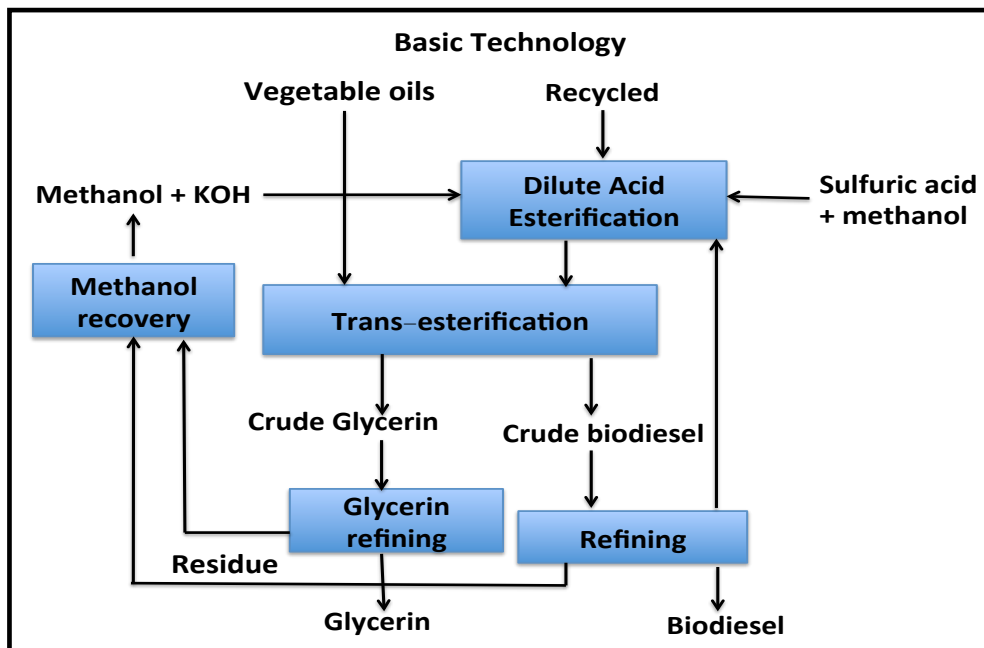 Basic Technology
Vegetable oils
Recycled
Methanol + KOH
Dilute Acid
Esterification
Sulfuric acid
+ methanol
Methanol
recovery
Trans–esterification
Crude Glycerin
Crude biodiesel
Glycerin
refining
Refining
Residue
Glycerin
Biodiesel